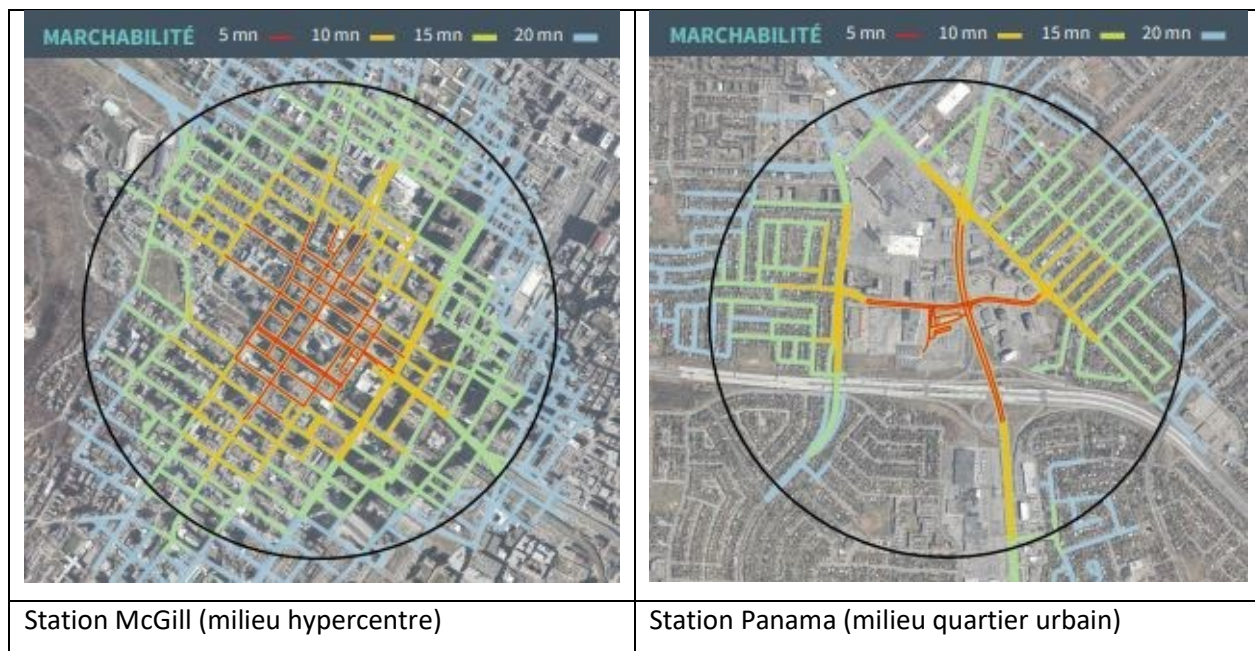 MARCHABILITÉ 5 mn 10 mn 15 mn 20 mn
MARCHABILITÉ 5 mn 10 mn 15 mn 20 mn
Station McGill (milieu hypercentre)
Station Panama (milieu quartier urbain)